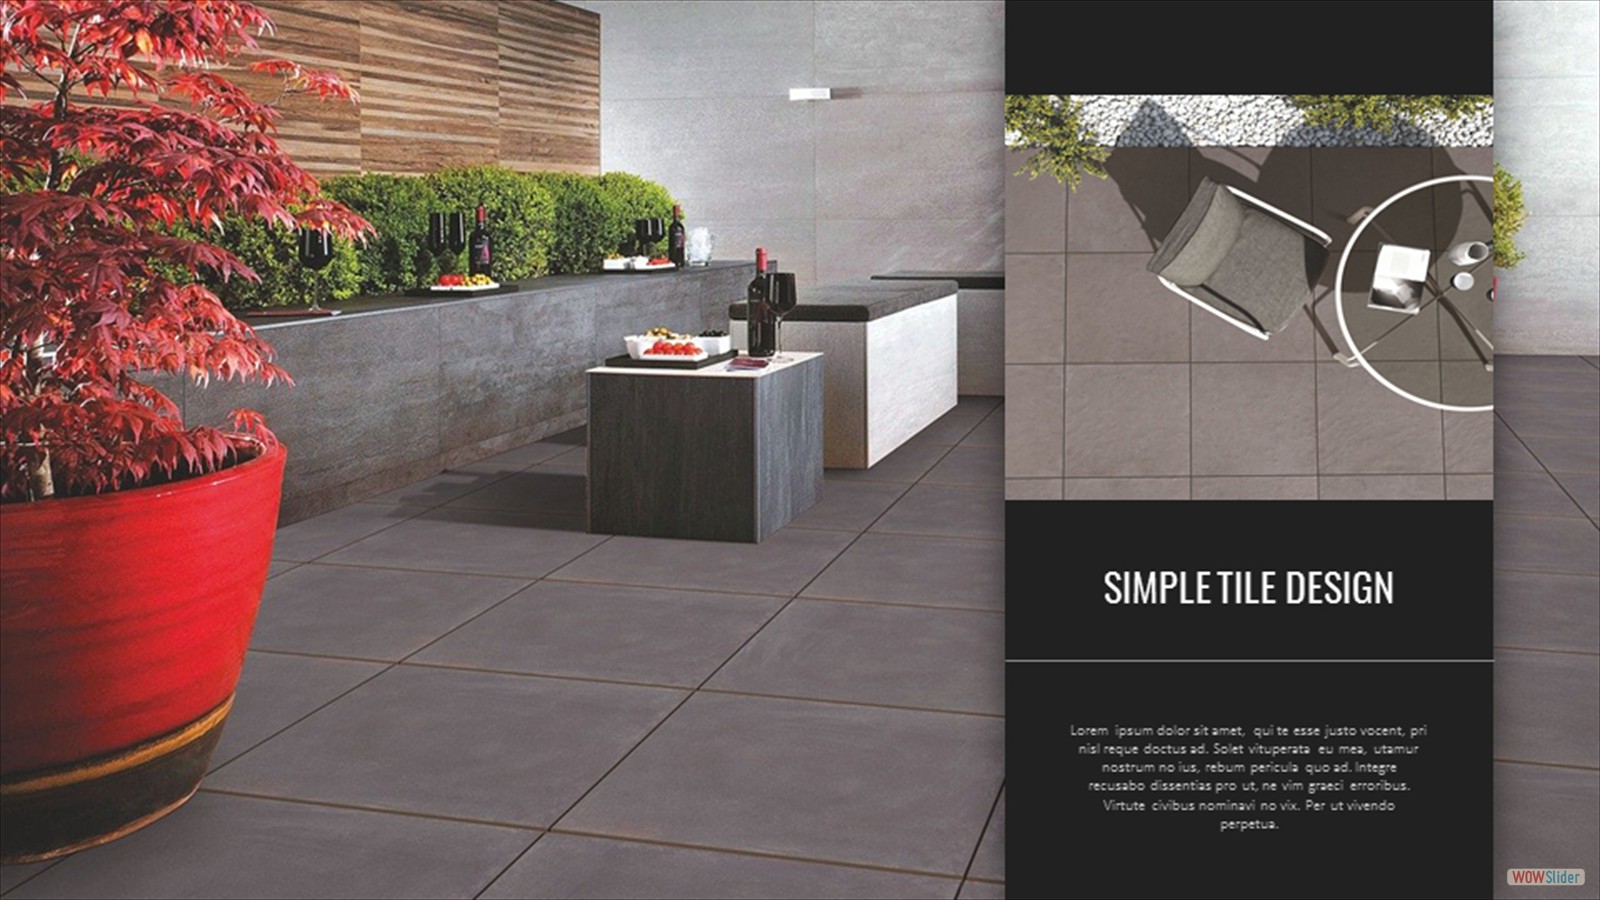 SIMPLE TILE DESIGN
Lorem ipsum dolor sit amet, qui te esse justo vocent, pri
nisl reque doctus ad. Solet vituperata eu mea, utamur
nostrum no ius, rebum pericula quo ad. Integre
recusabo dissentias pro ut, ne vim graeci erroribus.
Virtute civibus nominavi no vix. Per ut vivendo
perpetua.
WOWSlider